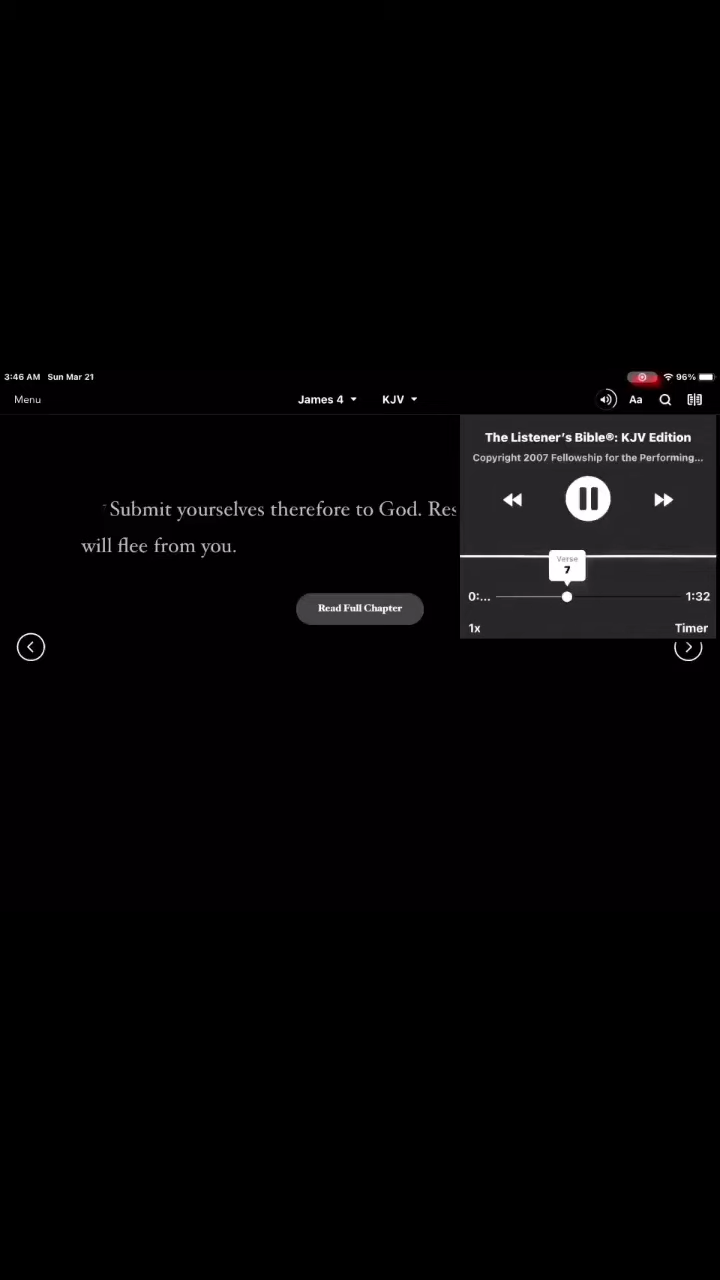 3:46 AM Sun Mar 21
96%
Menu
James 4
KJV
Aa
The Listener's Bible®: KJV Edition
Copyright 2007 Fellowship for the Performing...
Submit yourselves therefore to God. Res
will flee from you.
Verse
7
0:...
1:32
Read Full Chapter
1x
Timer